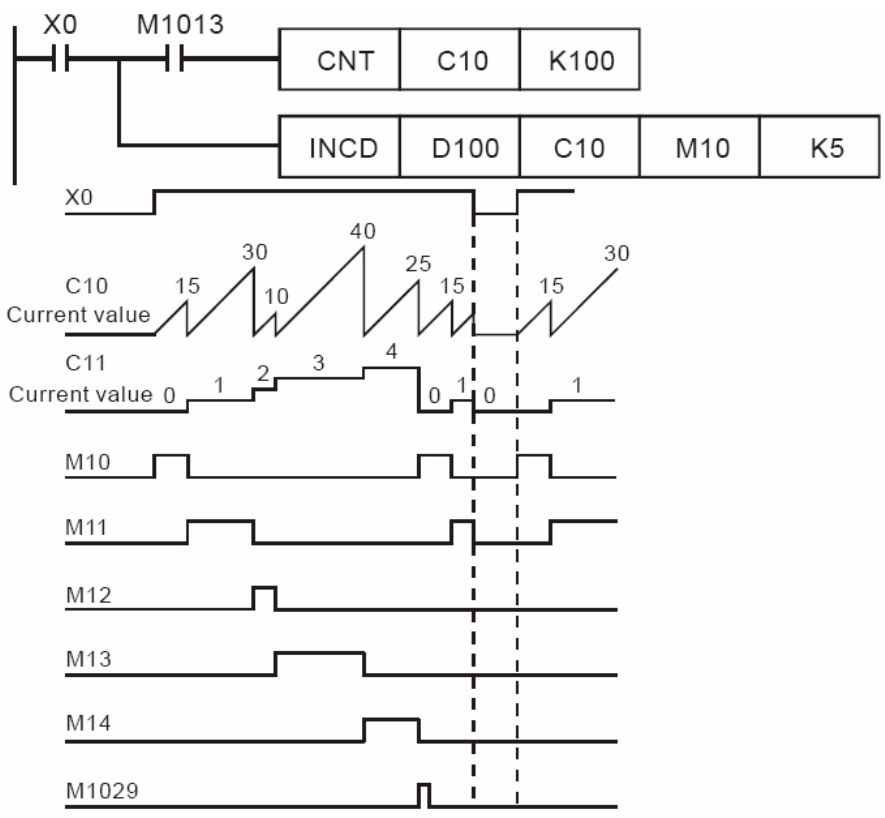 X0 M1013
CNT C10 K100
INCD D100 C10 M10 K5
X0
40
30 25 30
C10 15 10 15 15
Current value
C11 1 2 3 4 1
Current value 0 0 1 0
M10
M11
M12
M13
M14
M1029